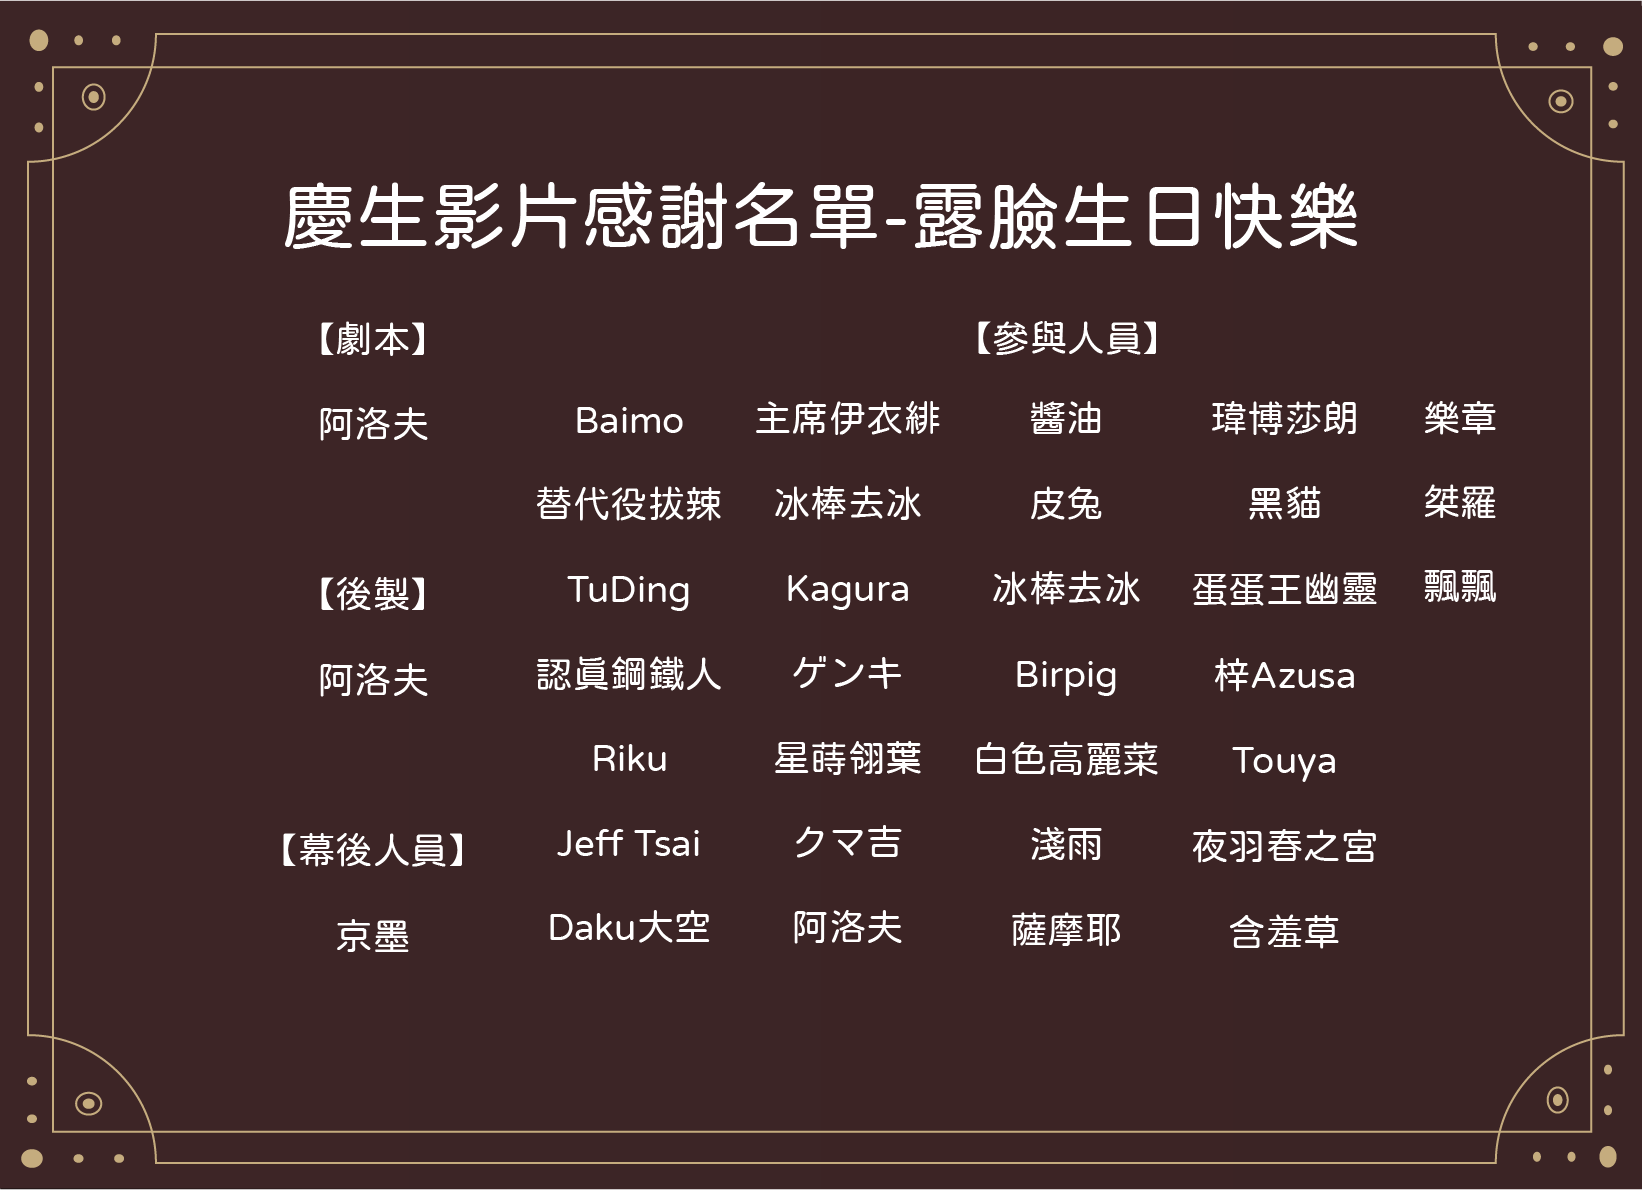 慶生影片感謝名單-露臉生日快樂
【劇本】
阿洛夫
【後製】
阿洛夫
【幕後人員】
京墨
【參與人員】
Baimo 主席伊衣緋 醬油 瑋博莎朗 樂章
替代役拔辣 冰棒去冰 皮兔 黑貓 桀羅
TuDing Kagura 冰棒去冰 蛋蛋王幽靈 飄飄
認真鋼鐵人 ゲンキ Birpig 梓Azusa
Riku 星蒔翎葉 白色高麗菜 Touya
Jeff Tsai クマ吉 淺雨 夜羽春之宮
Daku大空 阿洛夫 薩摩耶 含羞草